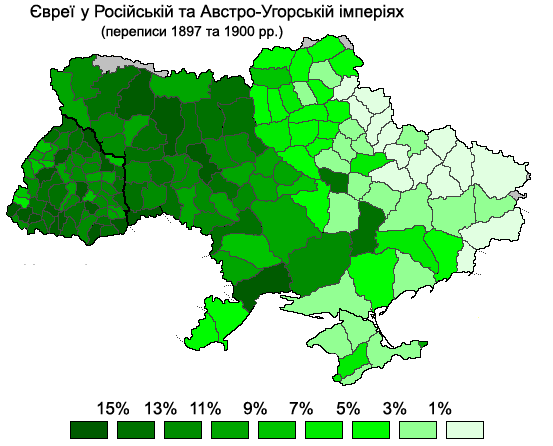 Євреї у Російській та Австро-Угорській імперіях
(переписи 1897 та 1900 рр.)
15% 13% 11% 9% 7% 5% 3% 1%